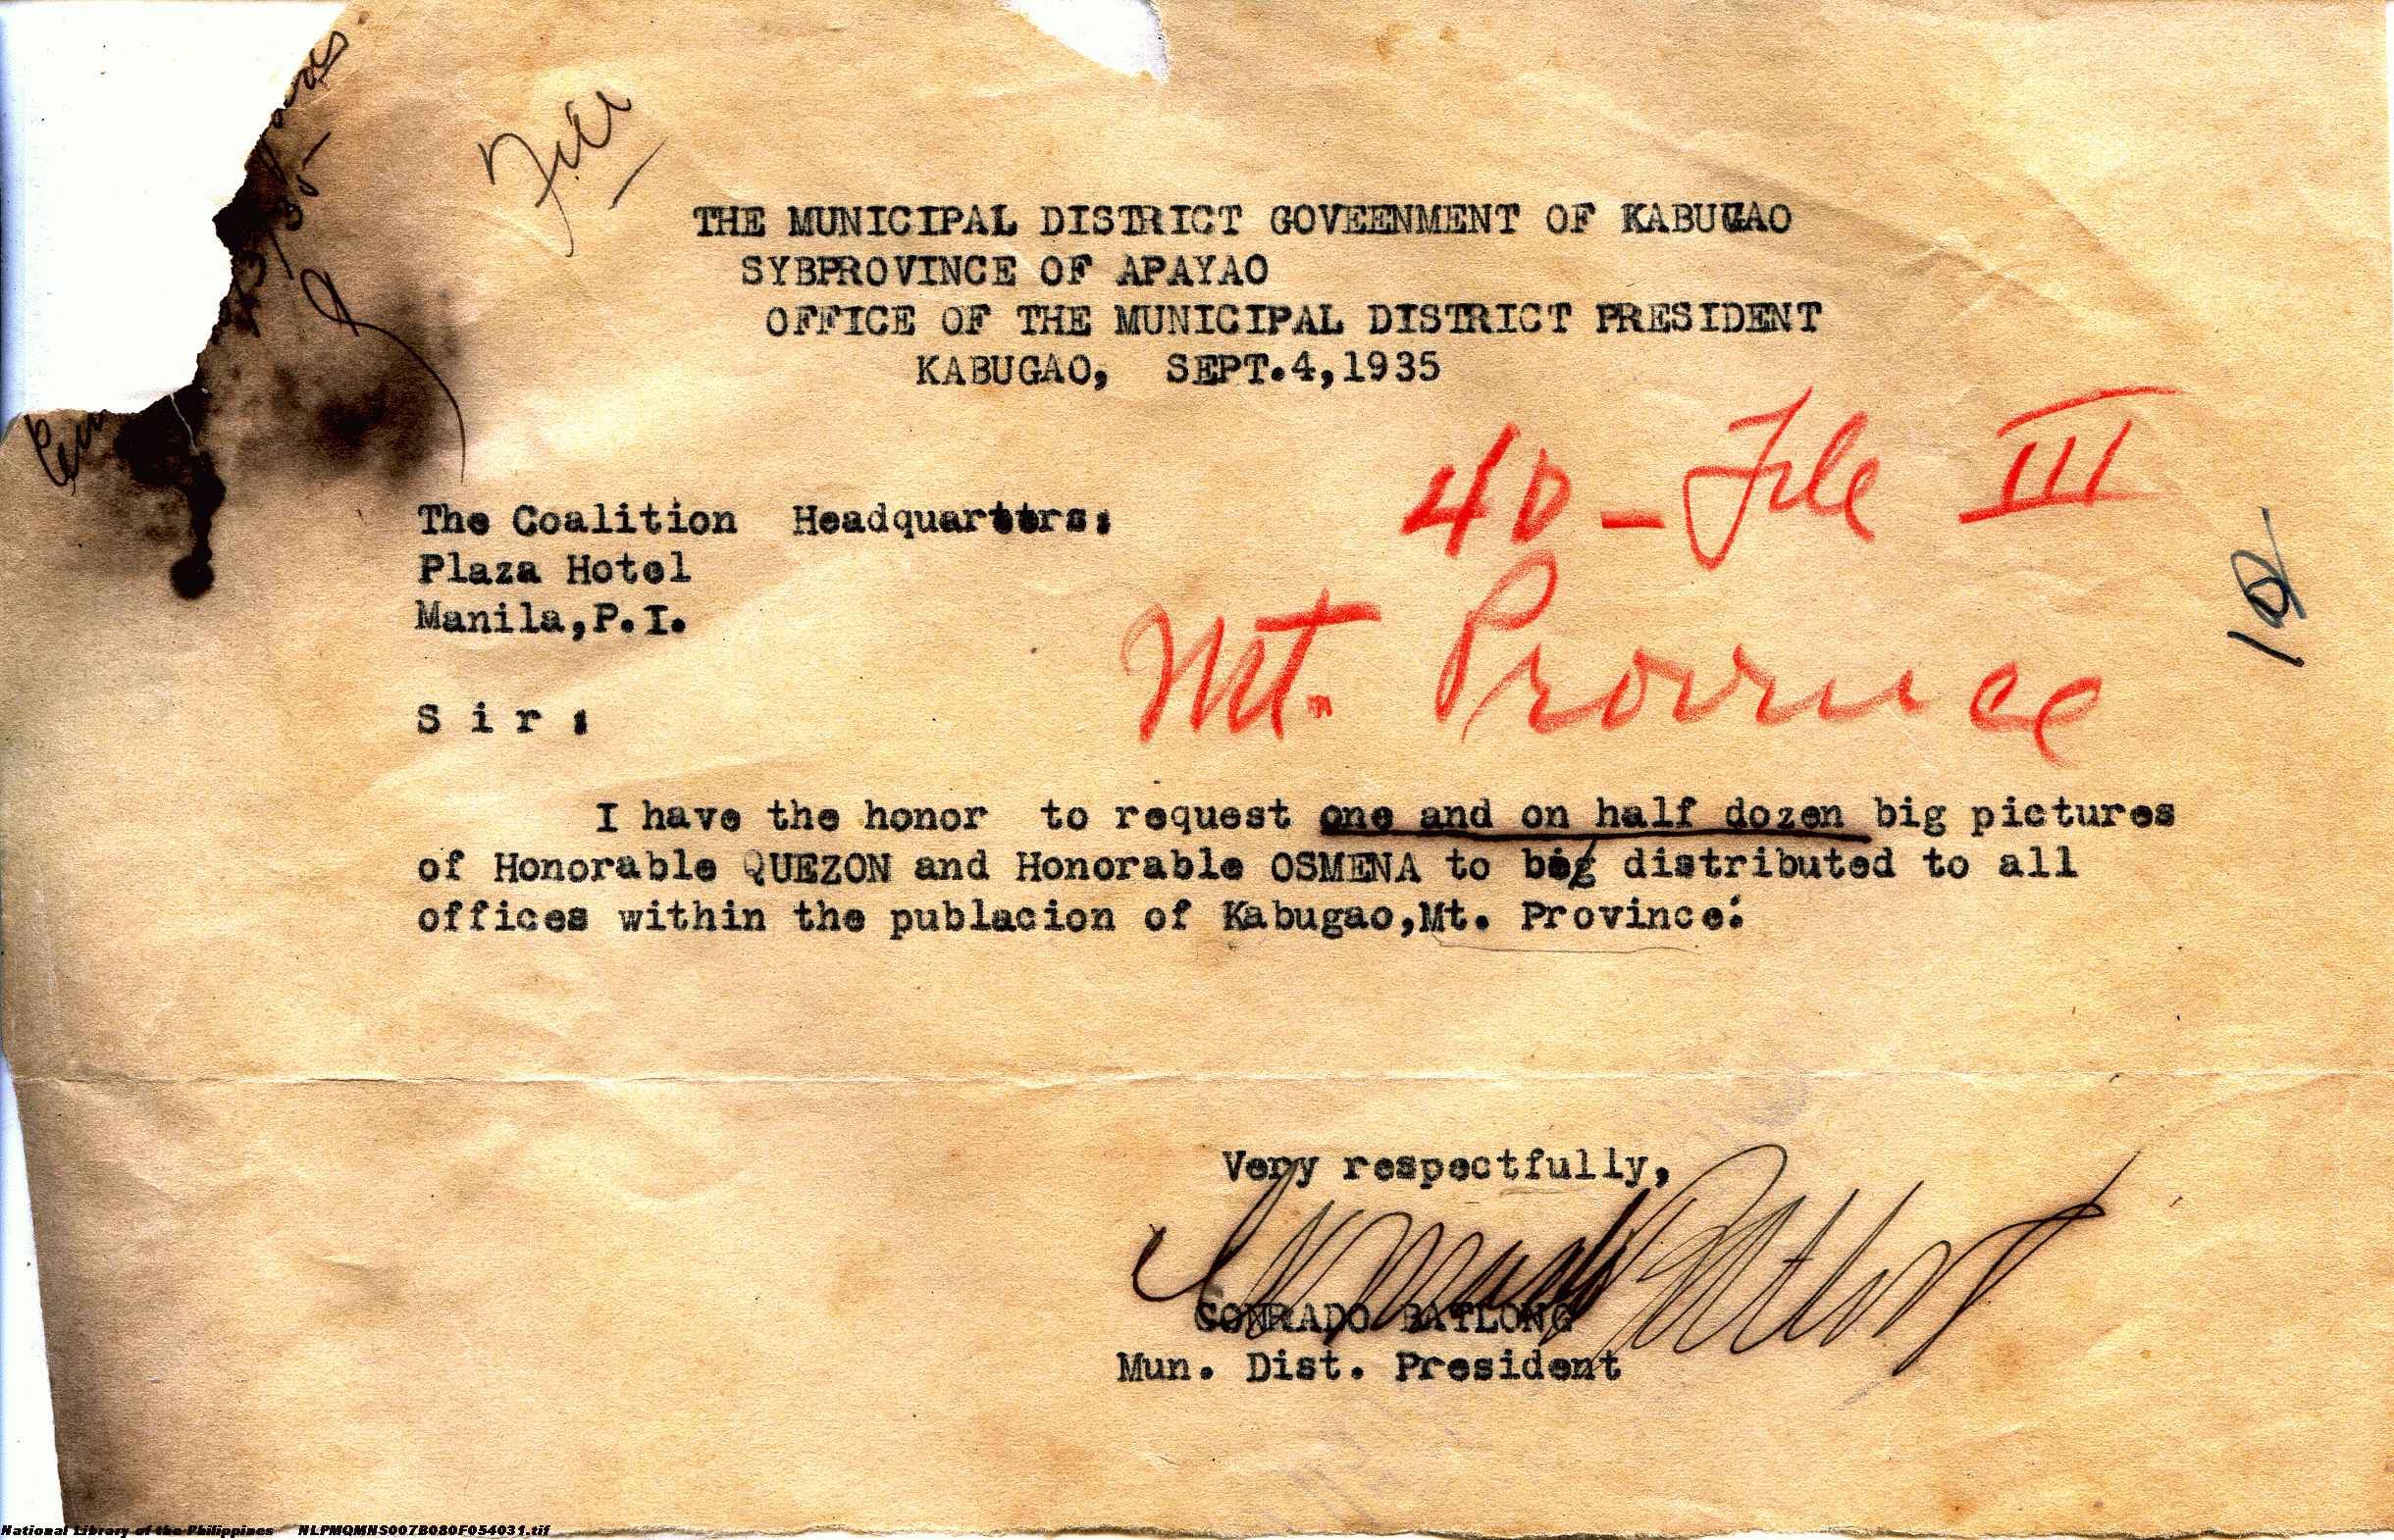 File
THE MUNICIPAL DISTRICT GOVEENMENT OF KABUGAO
SYBPROVINCE OF APAYAO
OFFICE OF THE MUNICIPAL DISTRICT PRESIDENT
KABUGAO, SEPT.4,1935
40 - File III
Mt. Province
The Coalition Headquarters:
Plaza Hotel
Manila,P.I.
S i r :
I have the honor to request one and on half dozen big pictures
of Honorable QUEZON and Honorable OSMENA to be distributed to all
offices within the publacion of Kabugao,Mt. Province.
Very respectfully,
CONRADO BATLONG
Mun. Dist. President
National Library of the Philippines NLPMQMNS007B080F054031.tif